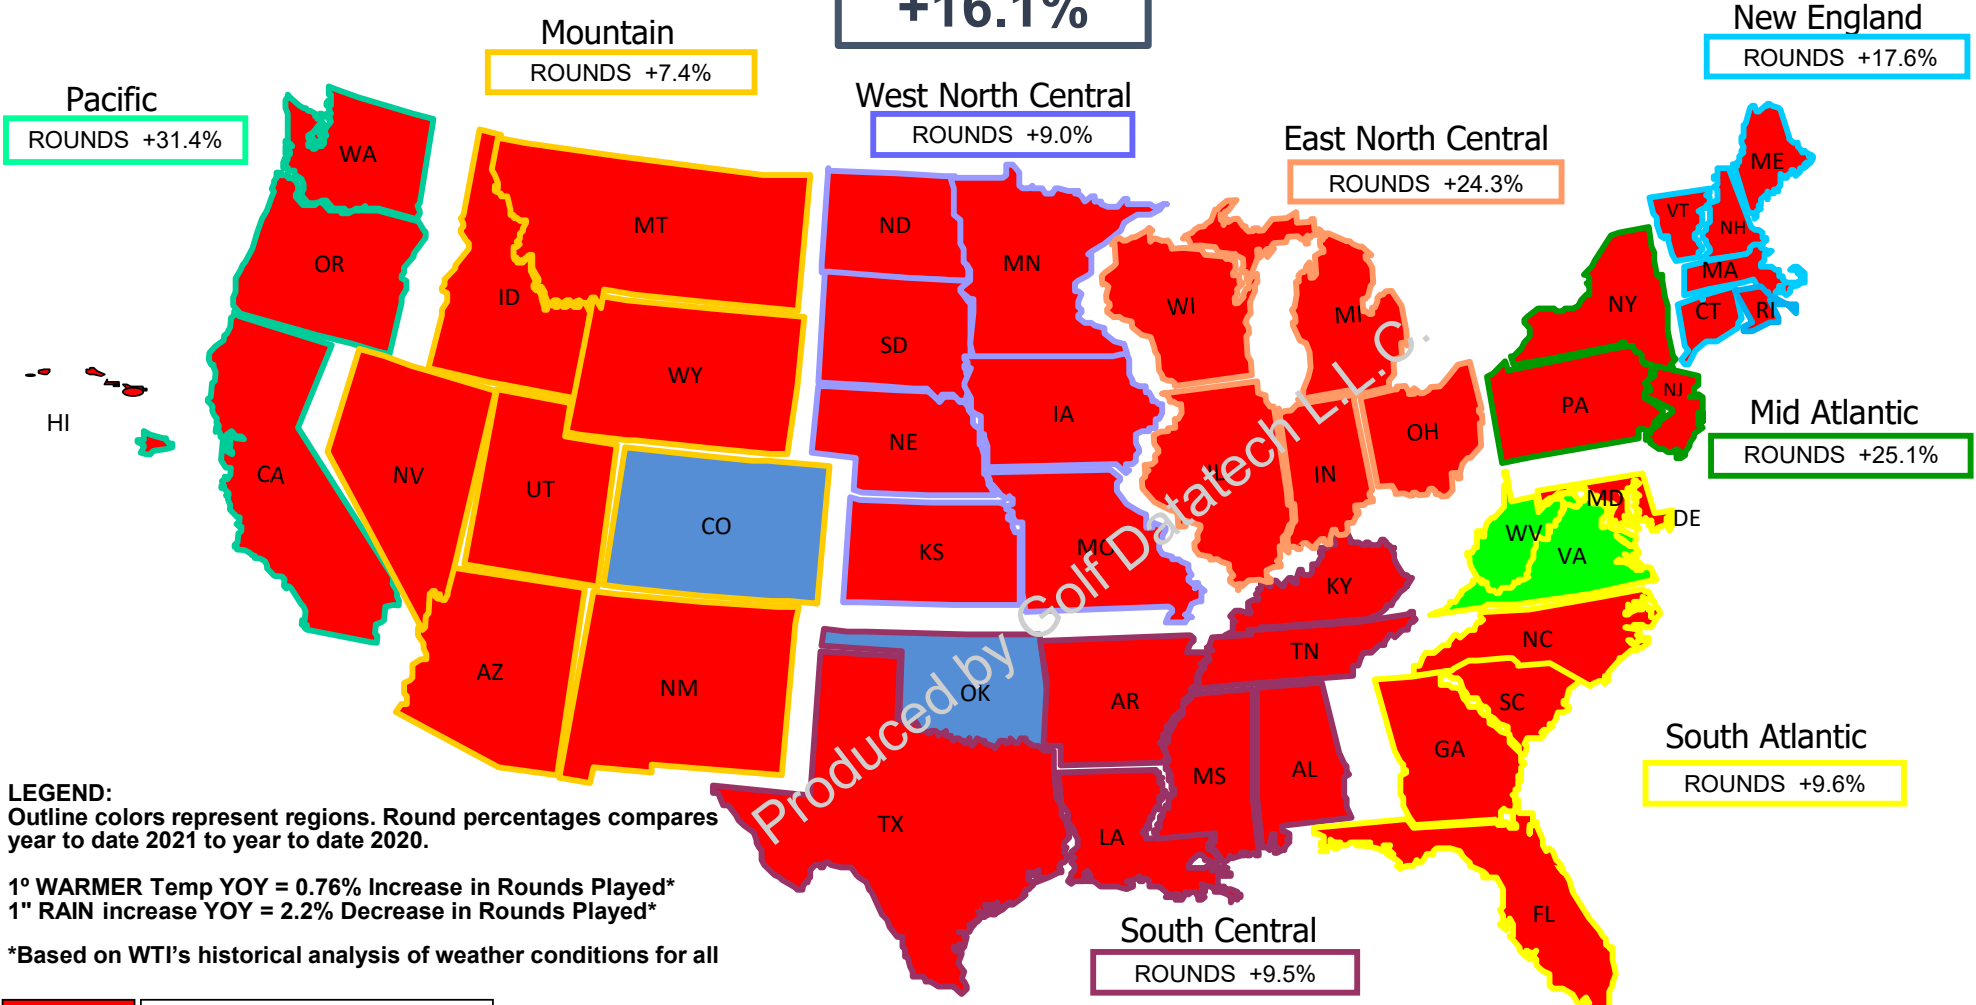 +16.1%
New England
ROUNDS +17.6%
Mountain
ROUNDS +7.4%
Pacific
ROUNDS +31.4%
West North Central
ROUNDS +9.0%
East North Central
ROUNDS +24.3%
WA
OR
CA
HI
MT
ID
WY
NV
UT
CO
AZ
NM
ND
SD
NE
KS
MN
IA
MO
WI
MI
IL
IN
OH
ME
VT
NH
MA
CT
RI
NY
PA
NJ
Mid Atlantic
ROUNDS +25.1%
MD
DE
WV
VA
NC
SC
GA
FL
KY
TN
OK
AR
TX
LA
MS
AL
South Atlantic
ROUNDS +9.6%
South Central
ROUNDS +9.5%
Produced by Golf Datatech L.L.C.
LEGEND:
Outline colors represent regions. Round percentages compares
year to date 2021 to year to date 2020.
1º WARMER Temp YOY = 0.76% Increase in Rounds Played*
1" RAIN increase YOY = 2.2% Decrease in Rounds Played*
*Based on WTI’s historical analysis of weather conditions for all